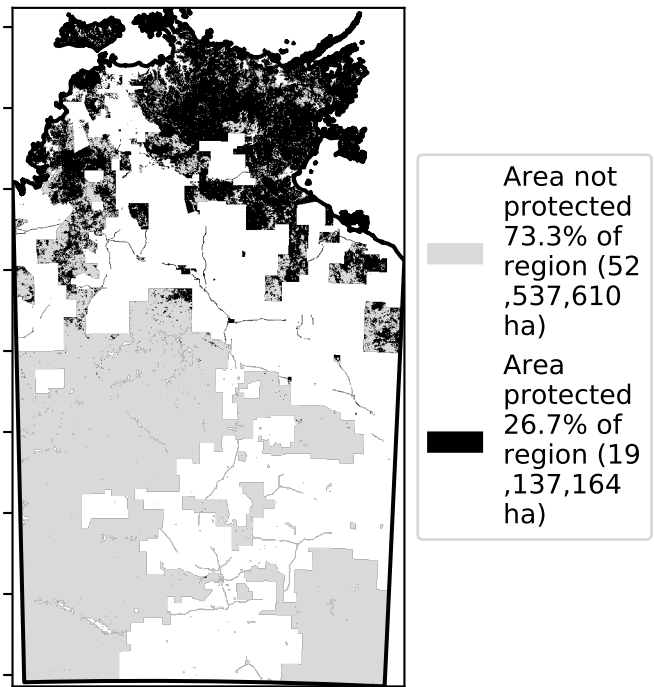 Area not
protected
73.3% of
region (52
,537,610
ha)
Area
protected
26.7% of
region (19
,137,164
ha)